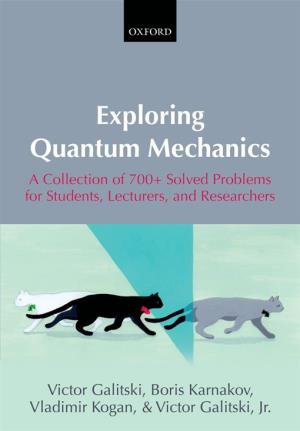 OXFORD
Exploring
Quantum Mechanics
A Collection of 700+ Solved Problems
for Students, Lecturers, and Researchers
Victor Galitski, Boris Karnakov,
Vladimir Kogan, & Victor Galitski, Jr.